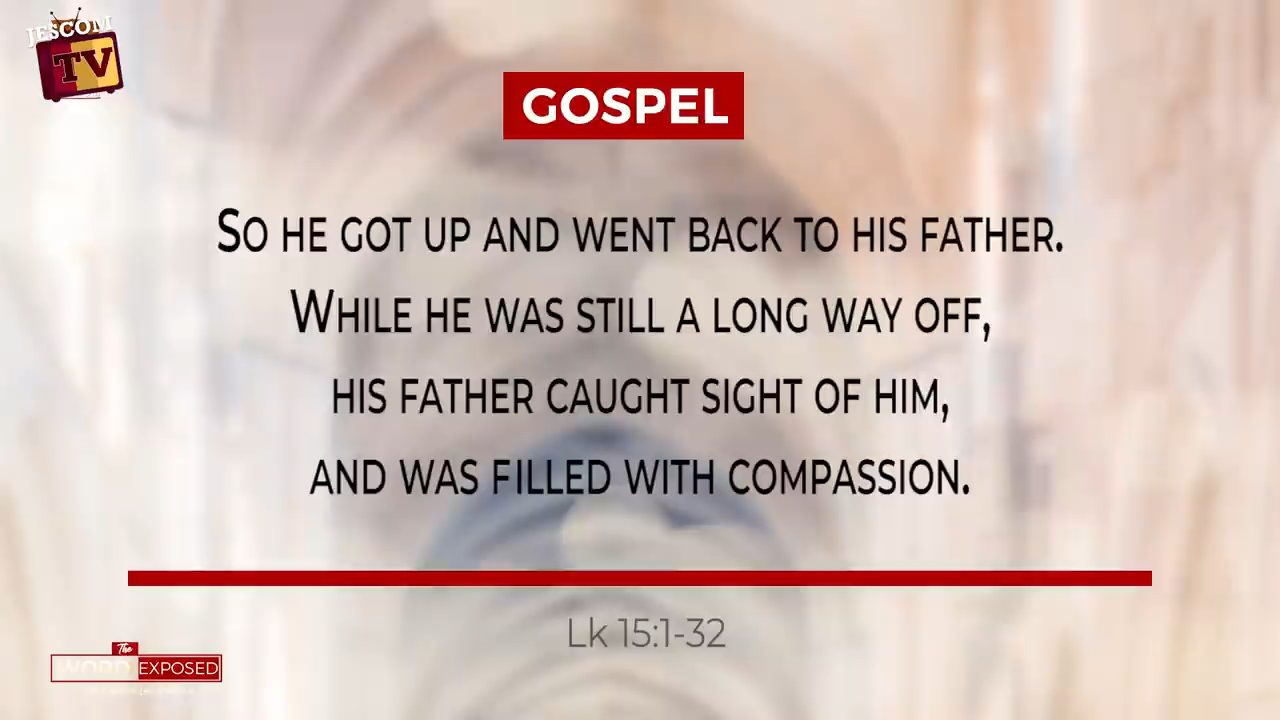 JESCOM
TV
GOSPEL
So he got up and went back to his father.
While he was still a long way off,
his father caught sight of him,
and was filled with compassion.
Lk 15:1-32
The
WORD EXPOSED